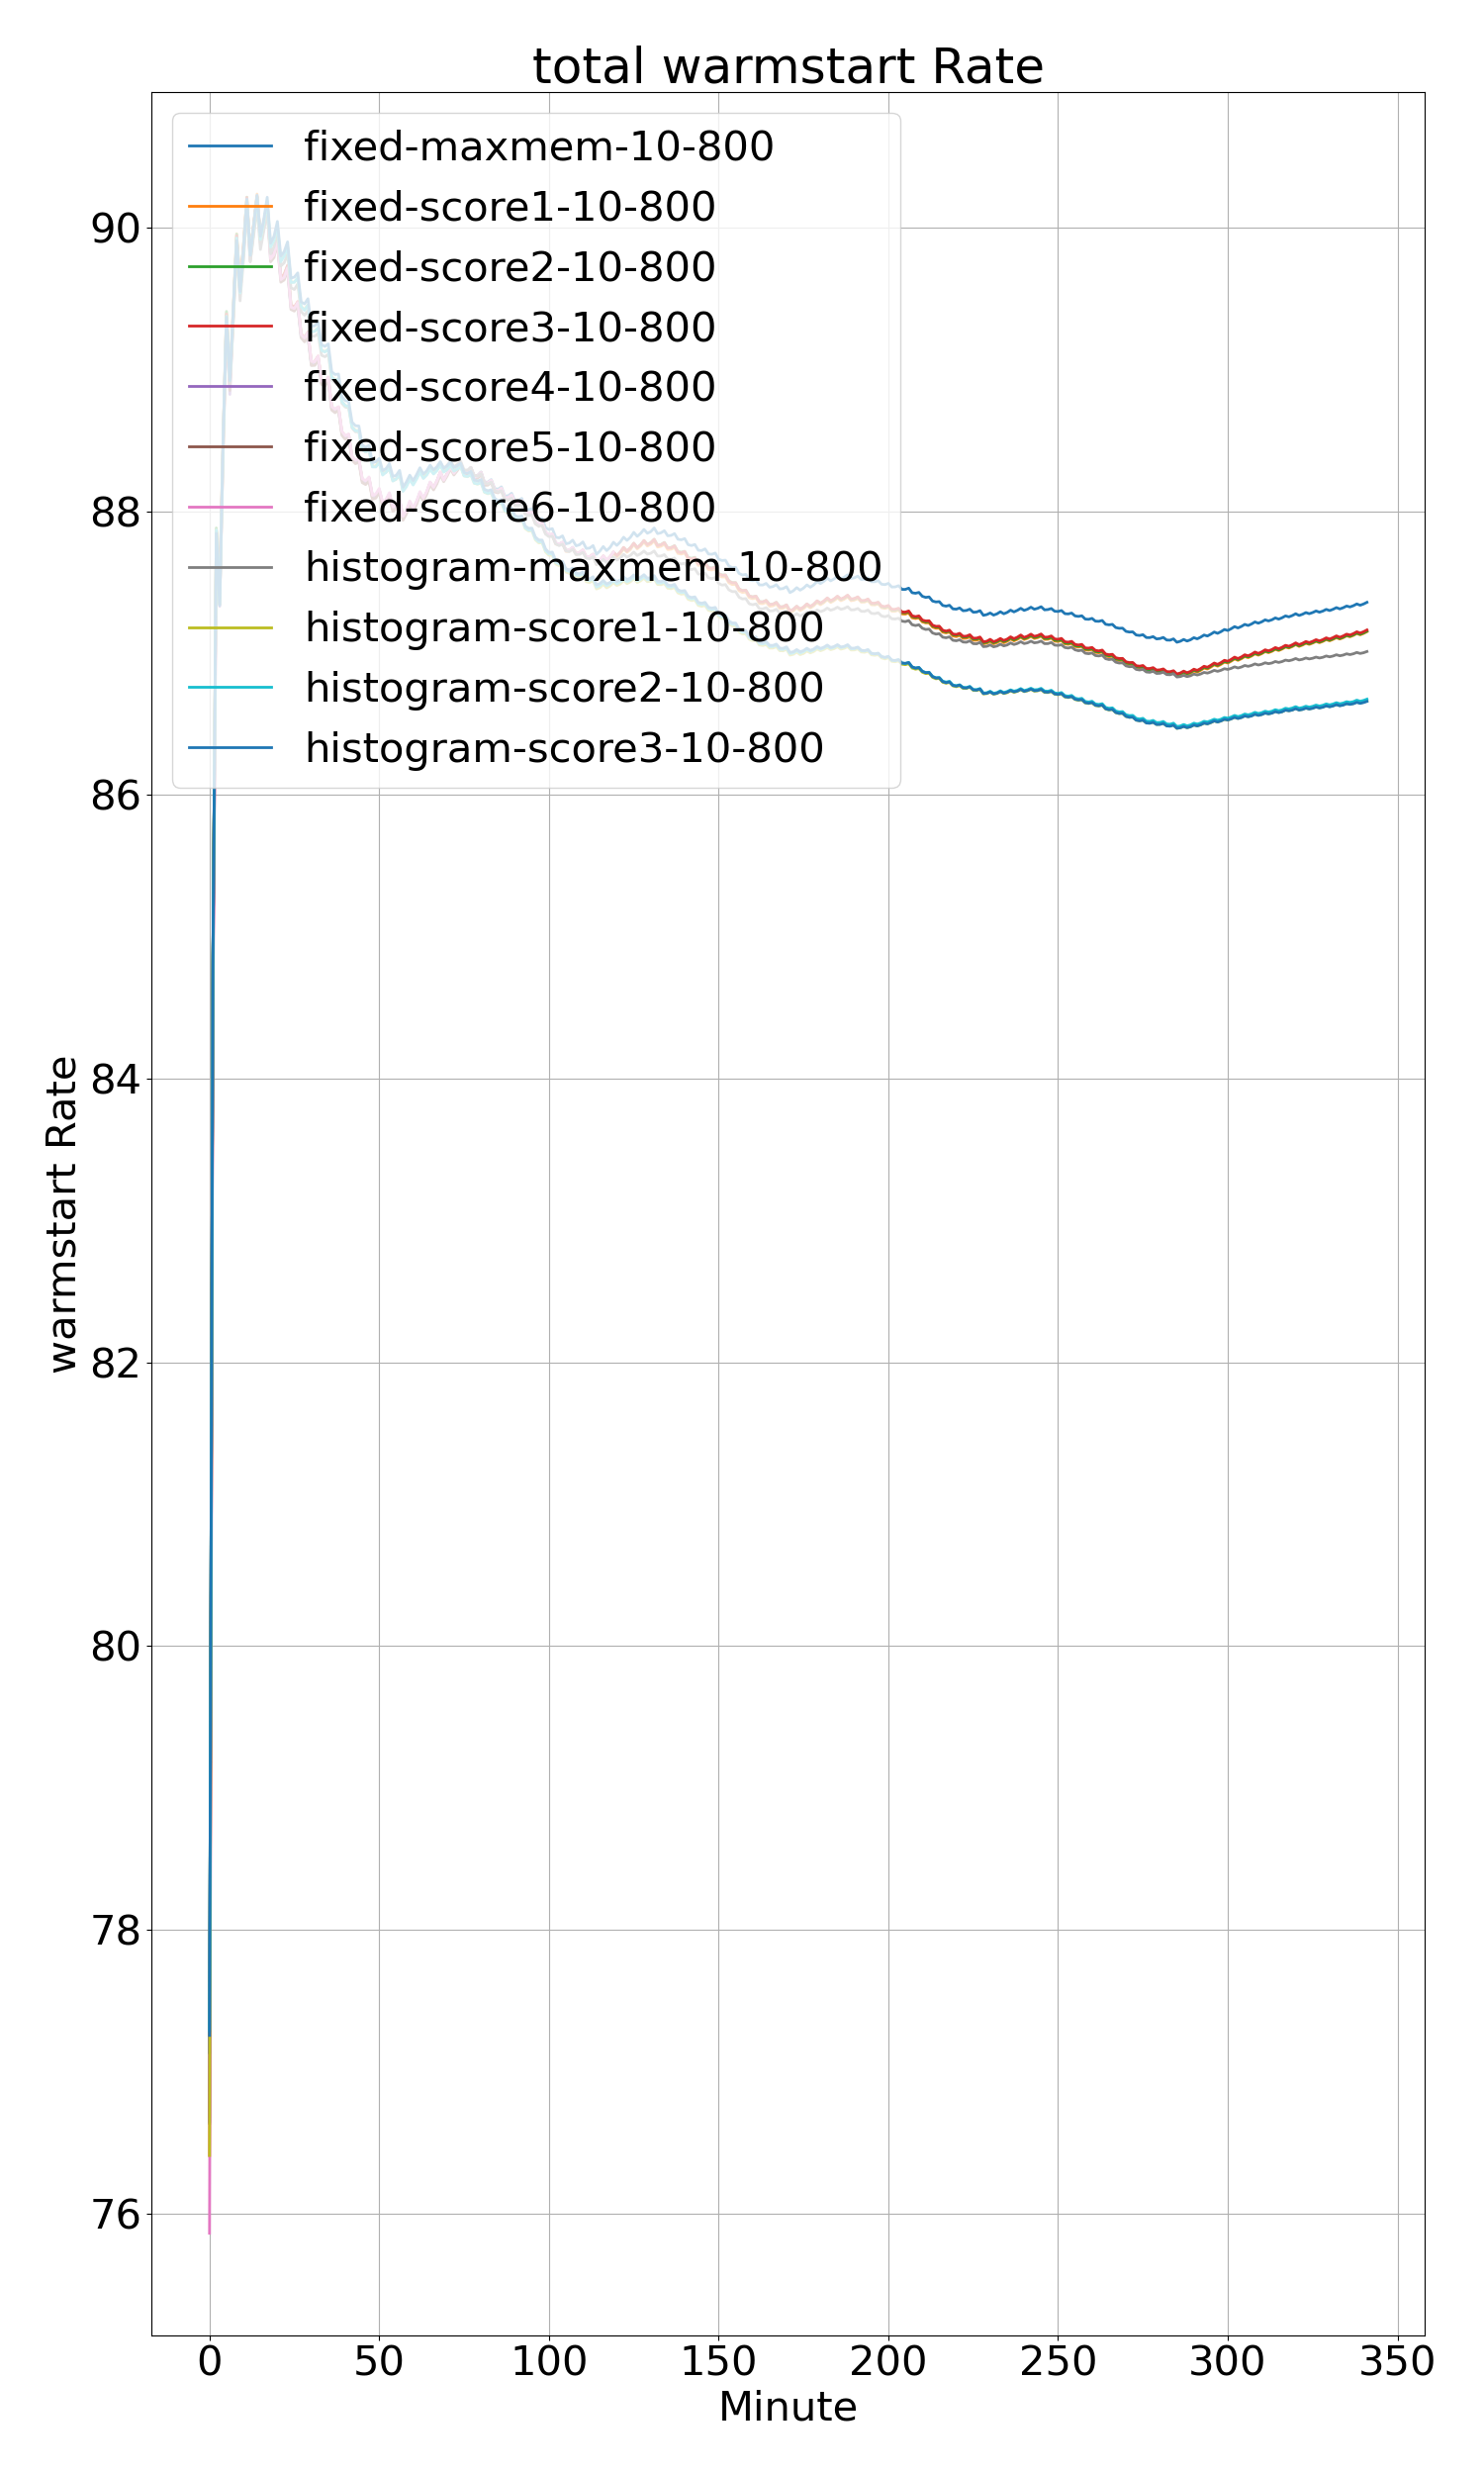 total warmstart Rate
fixed-maxmem-10-800
fixed-score1-10-800
fixed-score2-10-800
fixed-score3-10-800
fixed-score4-10-800
fixed-score5-10-800
fixed-score6-10-800
histogram-maxmem-10-800
histogram-score1-10-800
histogram-score2-10-800
histogram-score3-10-800
warmstart Rate
90
88
86
84
82
80
78
76
0 50 100 150 200 250 300 350
Minute